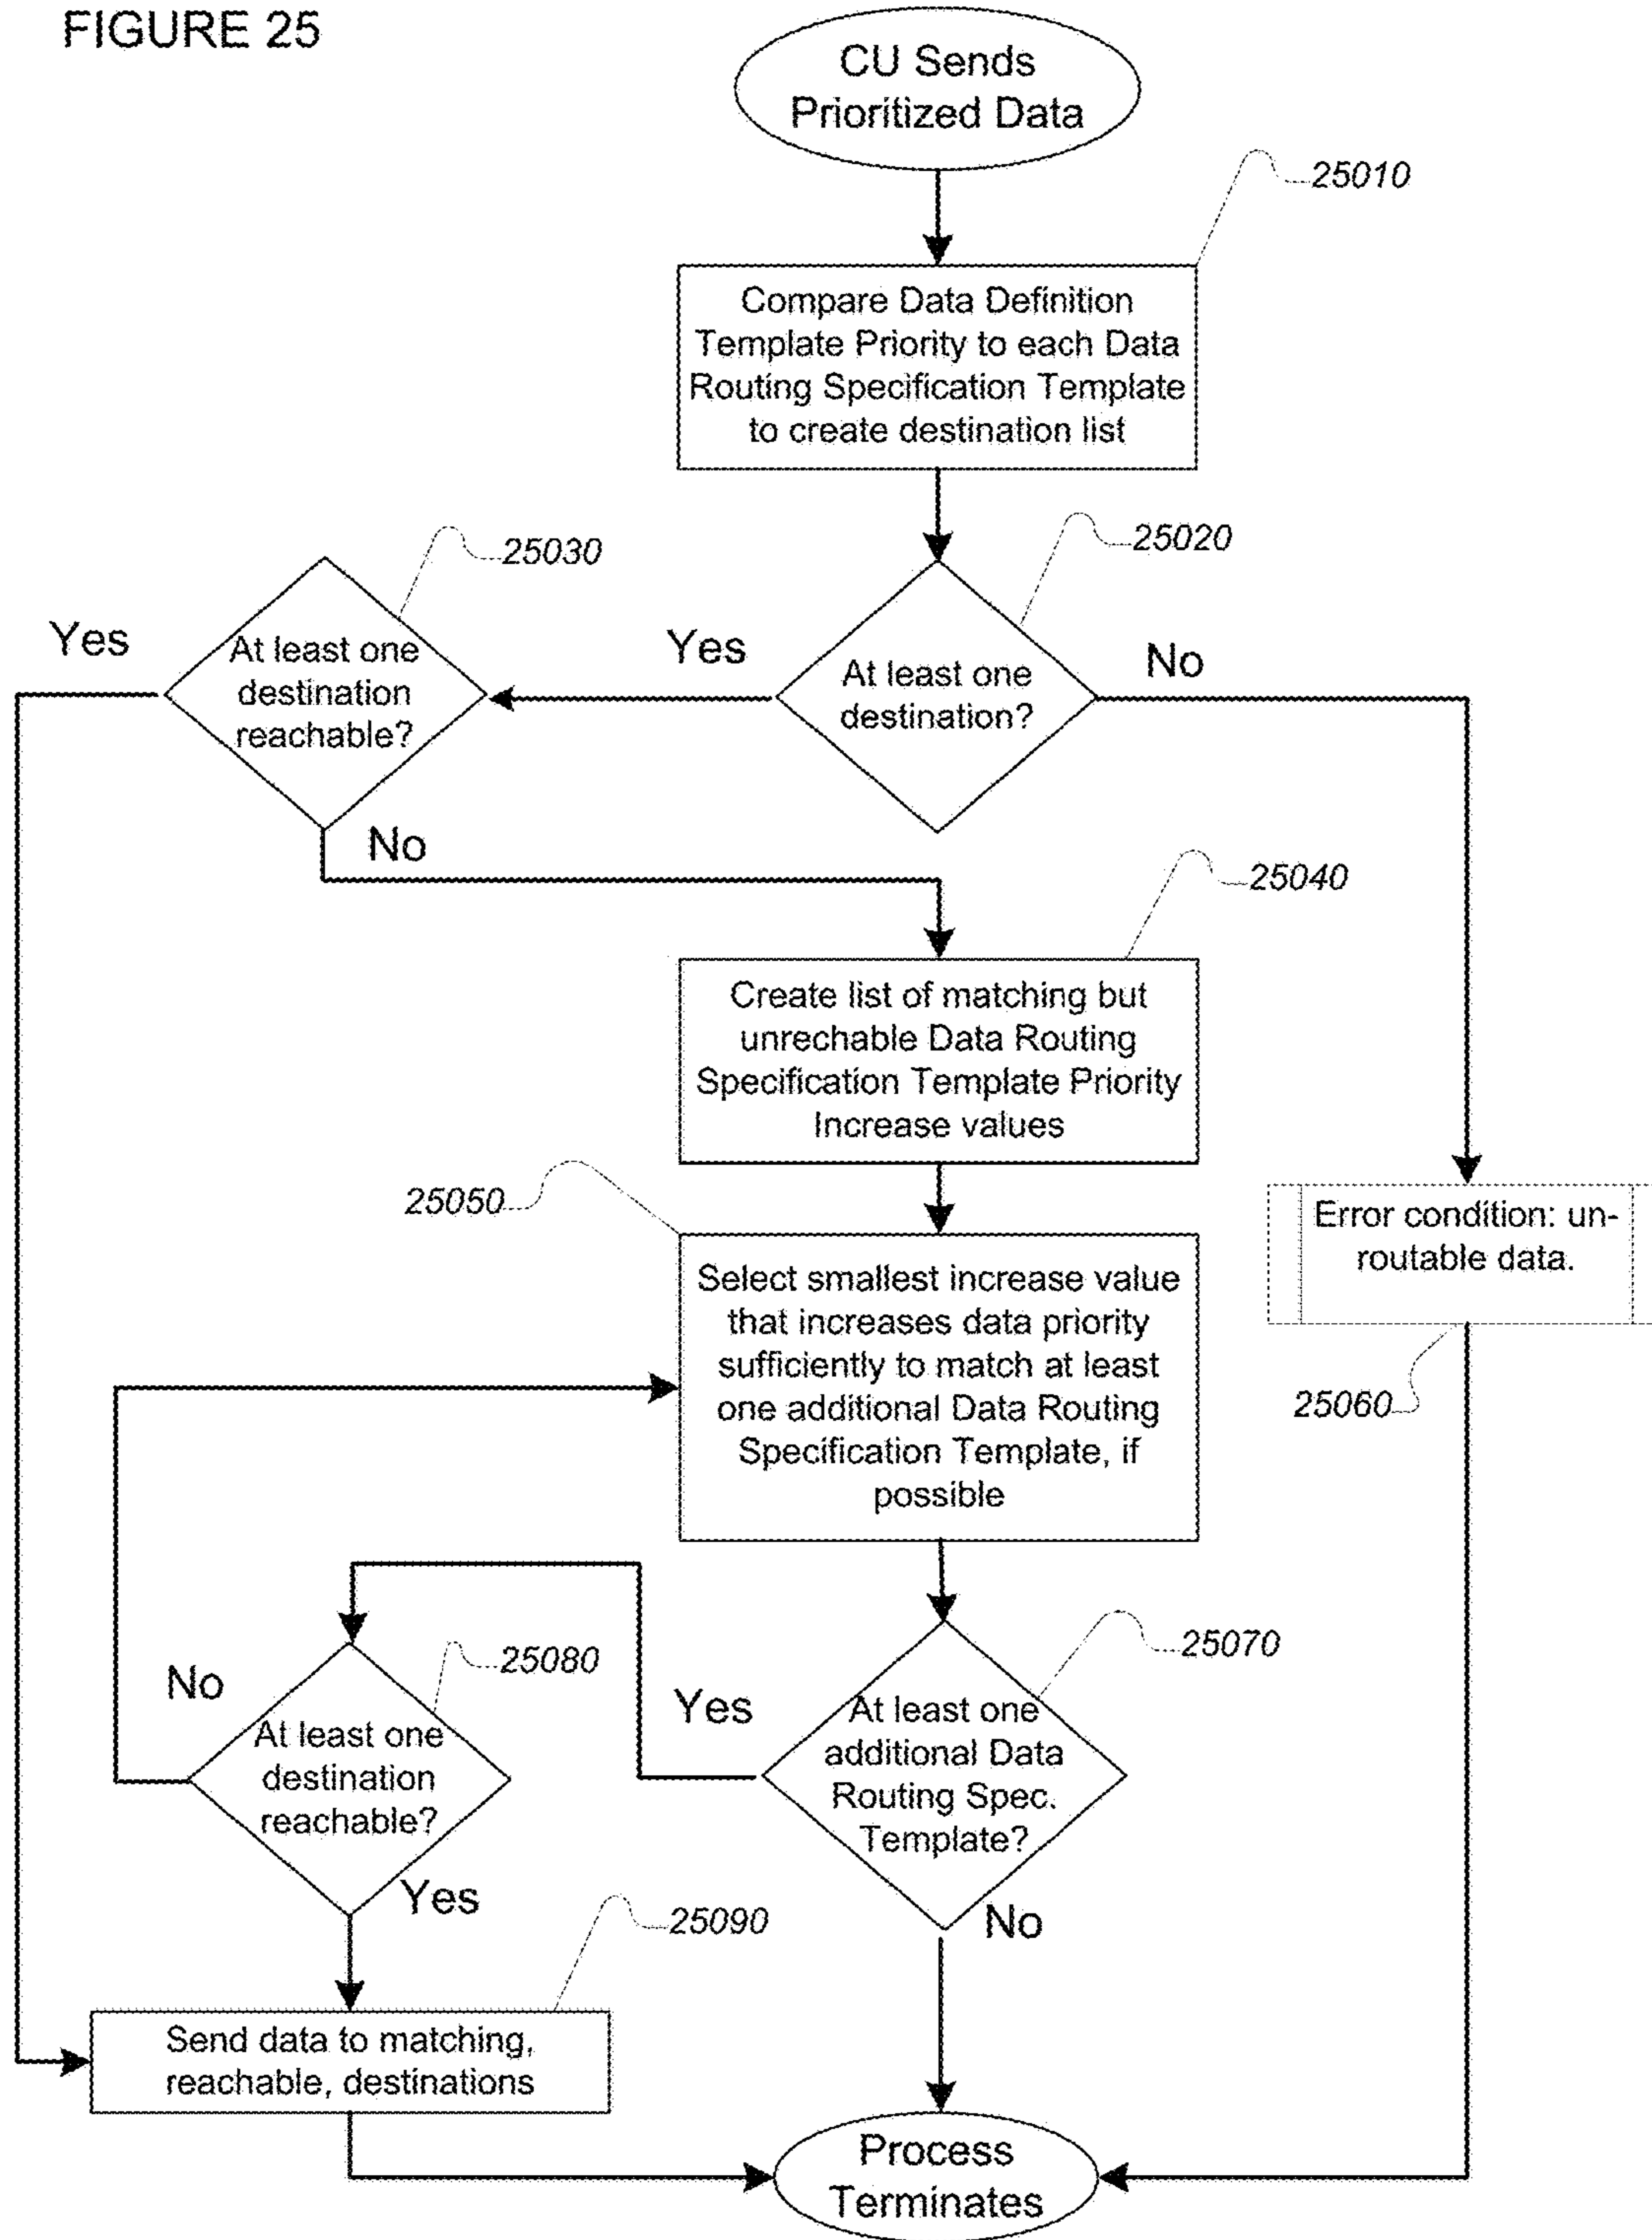 FIGURE 25
CU Sends
Prioritized Data
25010
Compare Data Definition
Template Priority to each Data
Routing Specification Template
to create destination list
25030
25020
Yes
At least one
destination
reachable?
Yes
At least one
destination?
No
No
25040
Create list of matching but
unrechable Data Routing
Specification Template Priority
Increase values
25050
Error condition: un-
routable data.
Select smallest increase value
that increases data priority
sufficiently to match at least
one additional Data Routing
Specification Template, if
possible
25060
25070
25080
No
At least one
destination
reachable?
Yes
At least one
additional Data
Routing Spec.
Template?
Yes
No
25090
Send data to matching,
reachable, destinations
Process
Terminates